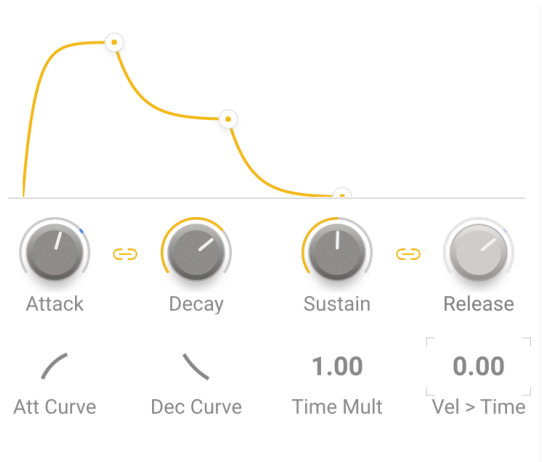 Attack Decay Sustain Release
1.00 0.00
Att Curve Dec Curve Time Mult Vel > Time